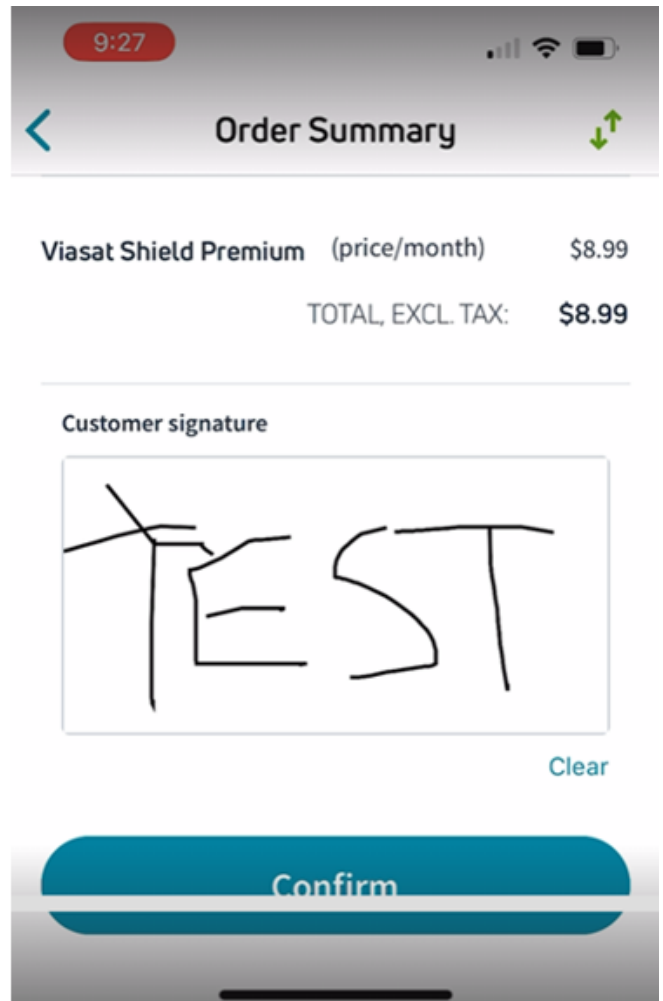 9:27
Order Summary
Viasat Shield Premium (price/month) $8.99
TOTAL, EXCL. TAX: $8.99
Customer signature
TEST
Clear
Confirm